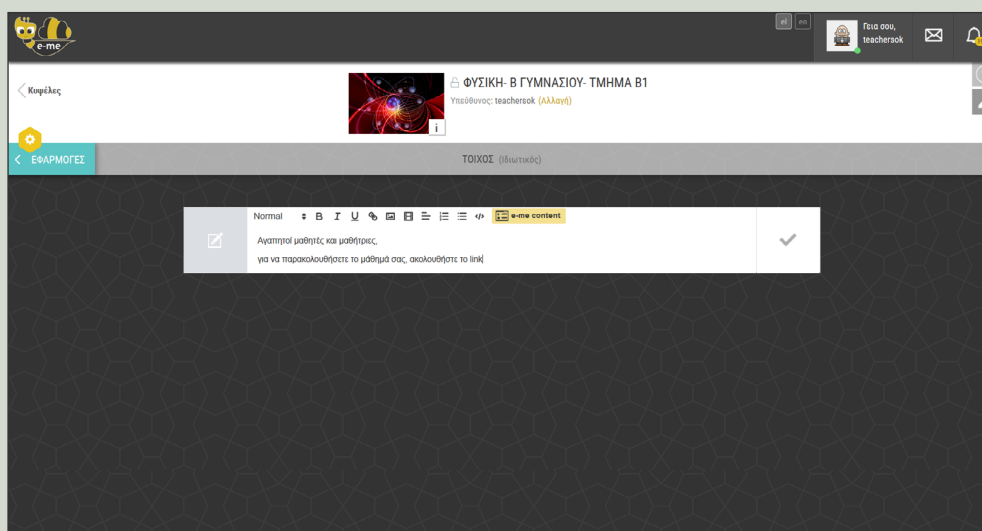 e-me
el en
Γεια σου,
teachersok
Κυψέλες
ΦΥΣΙΚΗ- Β ΓΥΜΝΑΣΙΟΥ- ΤΜΗΜΑ Β1
Υπεύθυνος: teachersok (Αλλαγή)
i
ΕΦΑΡΜΟΓΕΣ
ΤΟΙΧΟΣ (Ιδιωτικός)
Normal B I U e-me content
Αγαπητοί μαθητές και μαθήτριες,
για να παρακολουθήσετε το μάθημά σας, ακολουθήστε το link